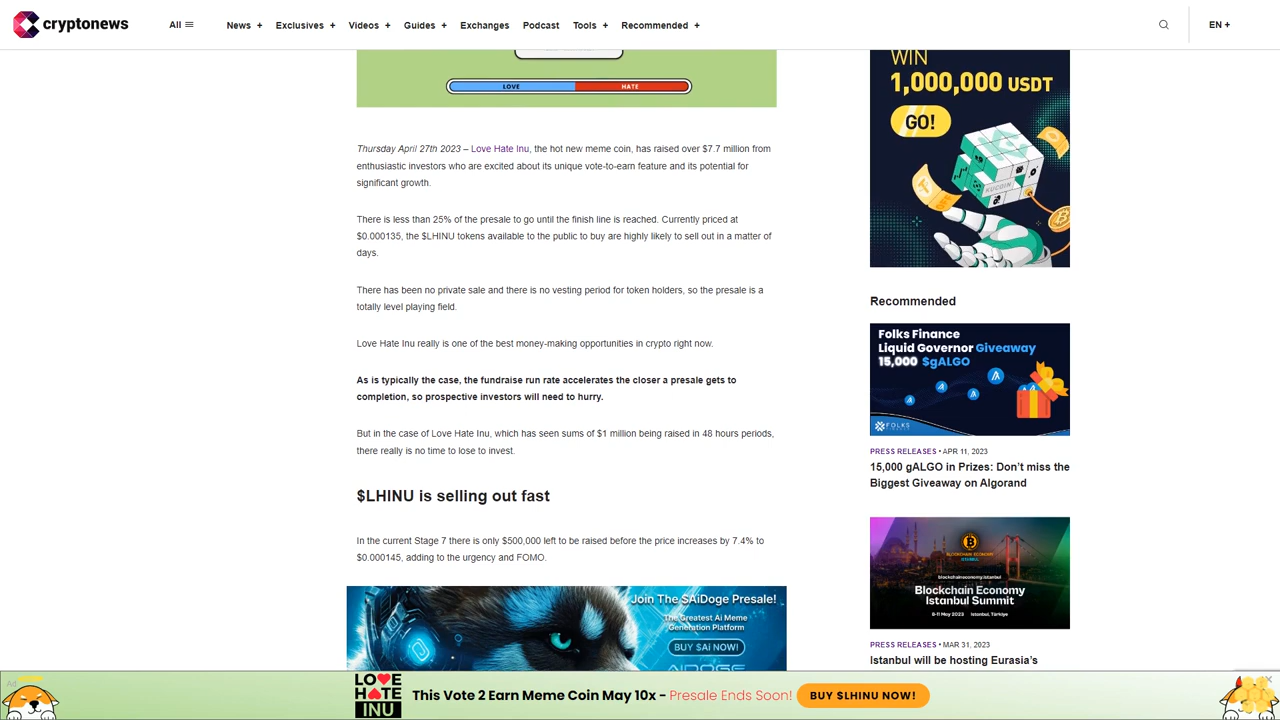 cryptonews
All
News +
Exclusives +
Videos +
Guides +
Exchanges
Podcast
Tools +
Recommended +
EN +
LOVE
HATE
Thursday April 27th 2023 – Love Hate Inu, the hot new meme coin, has raised over $7.7 million from
enthusiastic investors who are excited about its unique vote-to-earn feature and its potential for
significant growth.
There is less than 25% of the presale to go until the finish line is reached. Currently priced at
$0.000135, the $LHINU tokens available to the public to buy are highly likely to sell out in a matter of
days.
There has been no private sale and there is no vesting period for token holders, so the presale is a
totally level playing field.
Love Hate Inu really is one of the best money-making opportunities in crypto right now.
As is typically the case, the fundraise run rate accelerates the closer a presale gets to
completion, so prospective investors will need to hurry.
But in the case of Love Hate Inu, which has seen sums of $1 million being raised in 48 hours periods,
there really is no time to lose to invest.
$LHINU is selling out fast
In the current Stage 7 there is only $500,000 left to be raised before the price increases by 7.4% to
$0.000145, adding to the urgency and FOMO.
Join The $AiDoge Presale!
The Greatest Ai Meme
Generation Platform
BUY $Ai NOW!
AIDOGE
WIN
1,000,000 USDT
GO!
KUCOIN
Recommended
Folks Finance
Liquid Governor Giveaway
15,000 $gALGO
FOLKS
PRESS RELEASES • APR 11, 2023
15,000 gALGO in Prizes: Don't miss the
Biggest Giveaway on Algorand
BLOCKCHAIN ECONOMY
ISTANBUL
blockchaineconomy.istanbul
Blockchain Economy
Istanbul Summit
8-11 May 2023 Istanbul, Türkiye
PRESS RELEASES • MAR 31, 2023
Istanbul will be hosting Eurasia's
Ad
LOVE
HATE
INU
This Vote 2 Earn Meme Coin May 10x - Presale Ends Soon!
BUY $LHINU NOW!